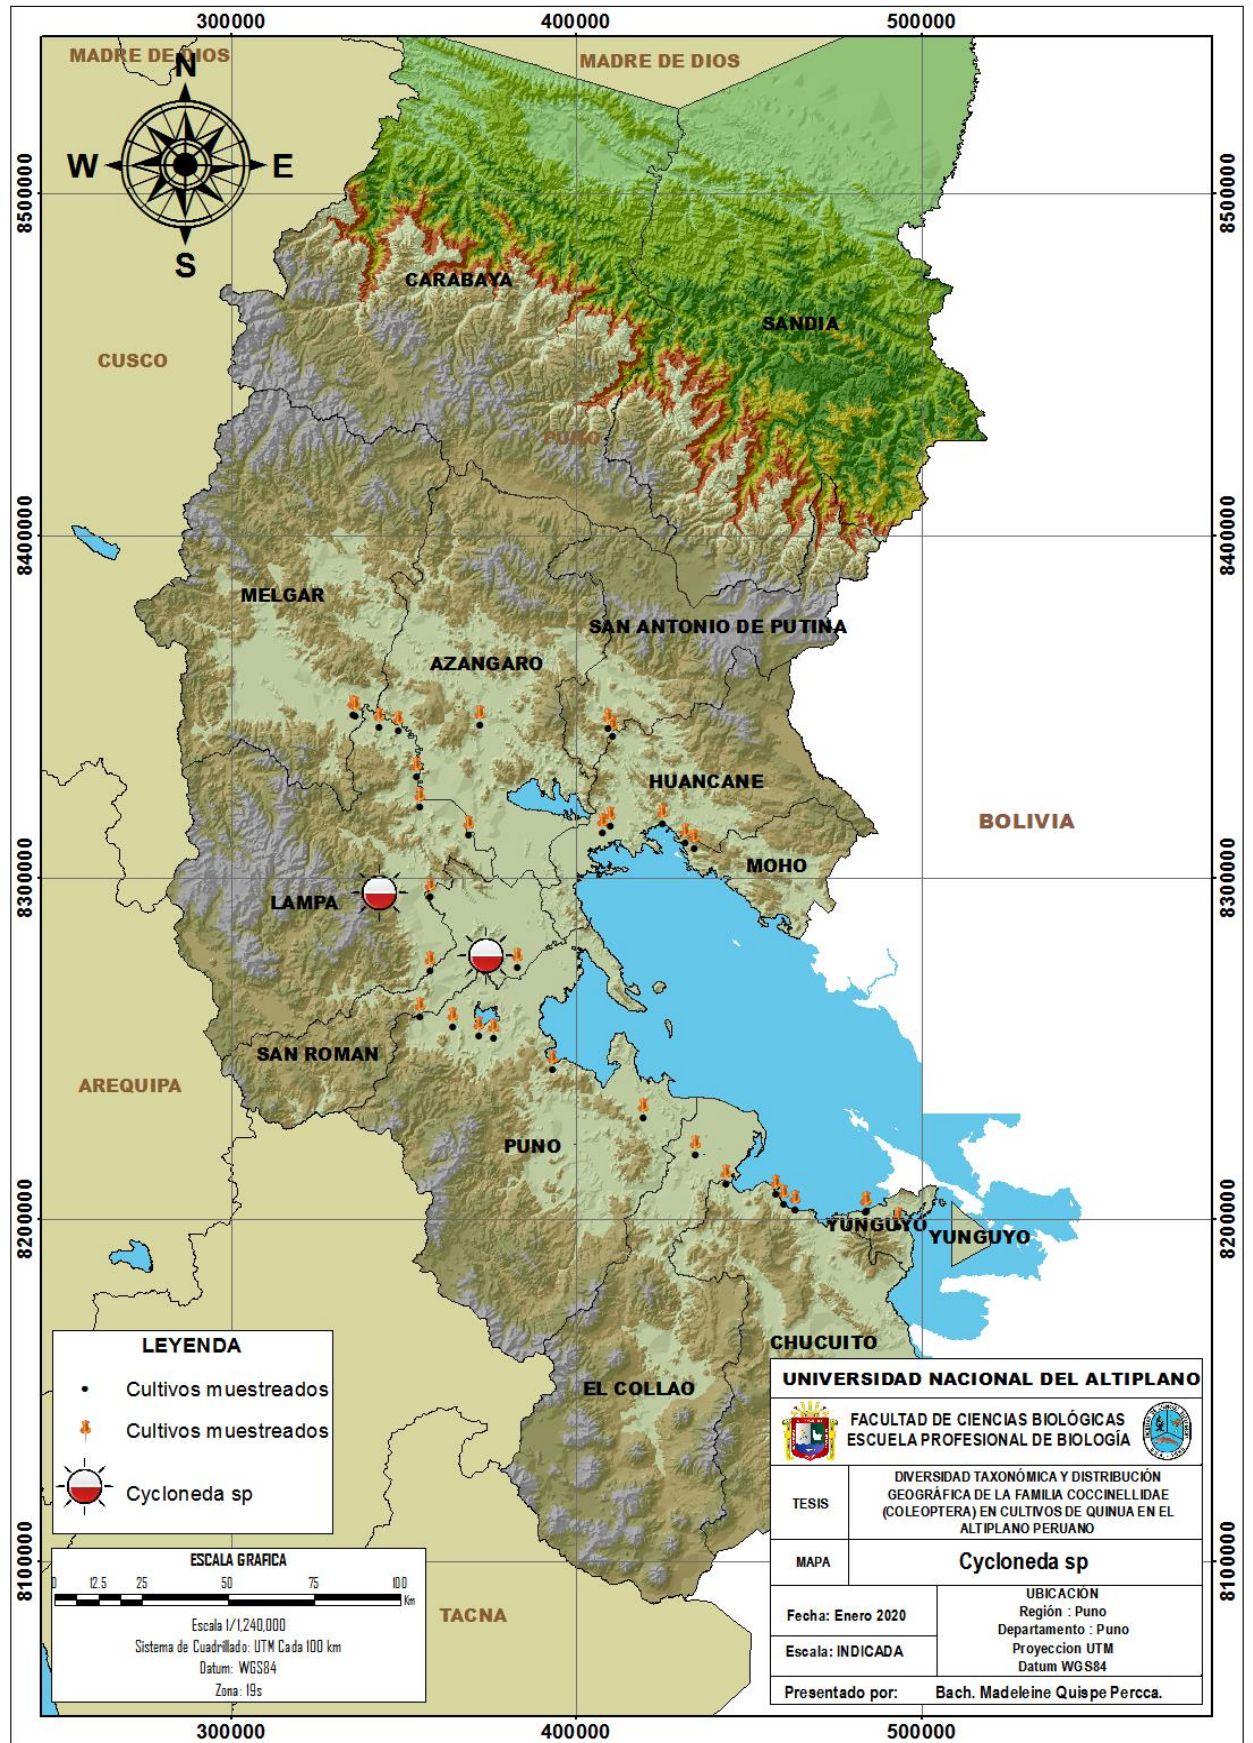 300000
400000
500000
MADRE DE DIOS
MADRE DE DIOS
N
W
E
S
8500000
8500000
CARABAYA
SANDIA
CUSCO
PUNO
8400000
8400000
MELGAR
SAN ANTONIO DE PUTINA
AZANGARO
HUANCANE
BOLIVIA
MOHO
8300000
8300000
LAMPA
SAN ROMAN
AREQUIPA
PUNO
8200000
8200000
YUNGUYO
YUNGUYO
CHUCUITO
EL COLLAO
TACNA
8100000
8100000
LEYENDA
Cultivos muestreados
Cultivos muestreados
Cycloneda sp
ESCALA GRAFICA
0 12.5 25 50 75 100
Km
Escala 1/1,240,000
Sistema de Cuadrillado: UTM Cada 100 km
Datum: WGS84
Zona: 19s
UNIVERSIDAD NACIONAL DEL ALTIPLANO
FACULTAD DE CIENCIAS BIOLÓGICAS
ESCUELA PROFESIONAL DE BIOLOGÍA
TESIS
DIVERSIDAD TAXONÓMICA Y DISTRIBUCIÓN
GEOGRÁFICA DE LA FAMILIA COCCINELLIDAE
(COLEOPTERA) EN CULTIVOS DE QUINUA EN EL
ALTIPLANO PERUANO
MAPA
Cycloneda sp
Fecha: Enero 2020
Escala: INDICADA
UBICACIÓN
Región : Puno
Departamento : Puno
Proyeccion UTM
Datum WGS84
Presentado por: Bach. Madeleine Quispe Percca.
300000
400000
500000